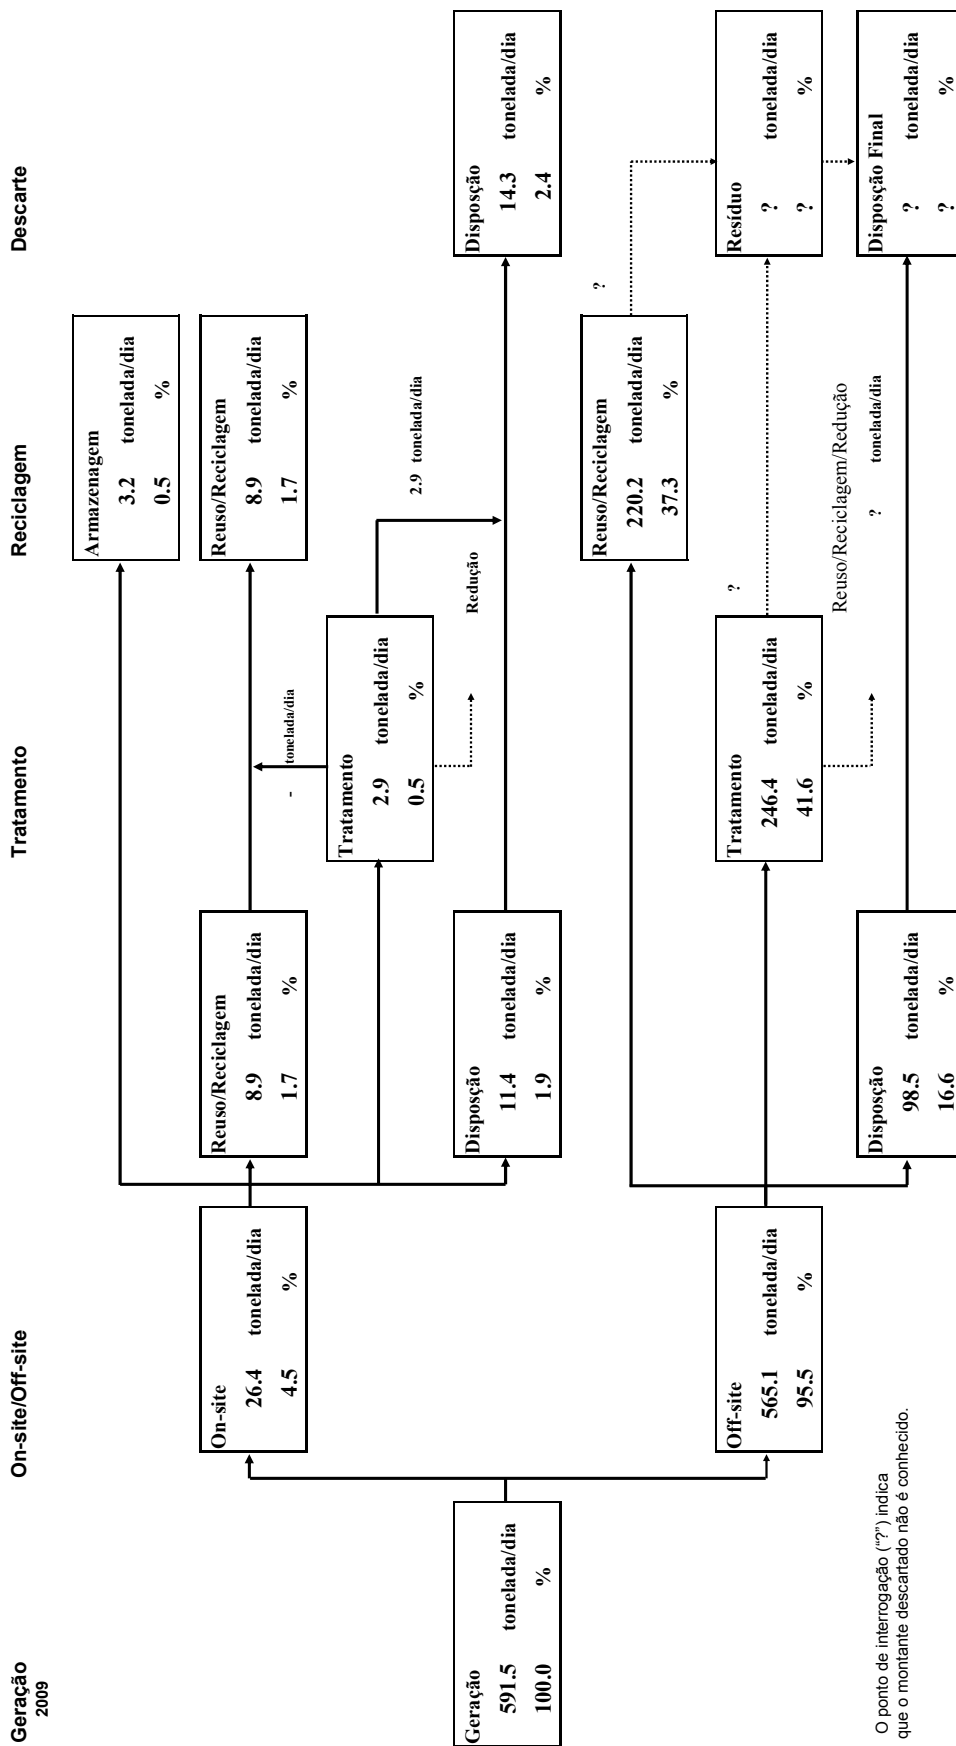 Geração
2009
On-site/Off-site
Tratamento
Reciclagem
Descarte
Armazenagem
3.2 tonelada/dia
0.5 %
On-site
26.4 tonelada/dia
4.5 %
Reuso/Reciclagem
8.9 tonelada/dia
1.7 %
Reuso/Reciclagem
8.9 tonelada/dia
1.7 %
-
tonelada/dia
Tratamento
2.9 tonelada/dia
0.5 %
2.9 tonelada/dia
Redução
Geração
591.5 tonelada/dia
100.0 %
Disposção
11.4 tonelada/dia
1.9 %
Disposção
14.3 tonelada/dia
2.4 %
Reuso/Reciclagem
220.2 tonelada/dia
37.3 %
?
Off-site
565.1 tonelada/dia
95.5 %
Tratamento
246.4 tonelada/dia
41.6 %
?
Resíduo
? tonelada/dia
? %
Reuso/Reciclagem/Redução
? tonelada/dia
Disposção
98.5 tonelada/dia
16.6 %
Disposção Final
? tonelada/dia
? %
O ponto de interrogação (“?”) indica
que o montante descartado não é conhecido.